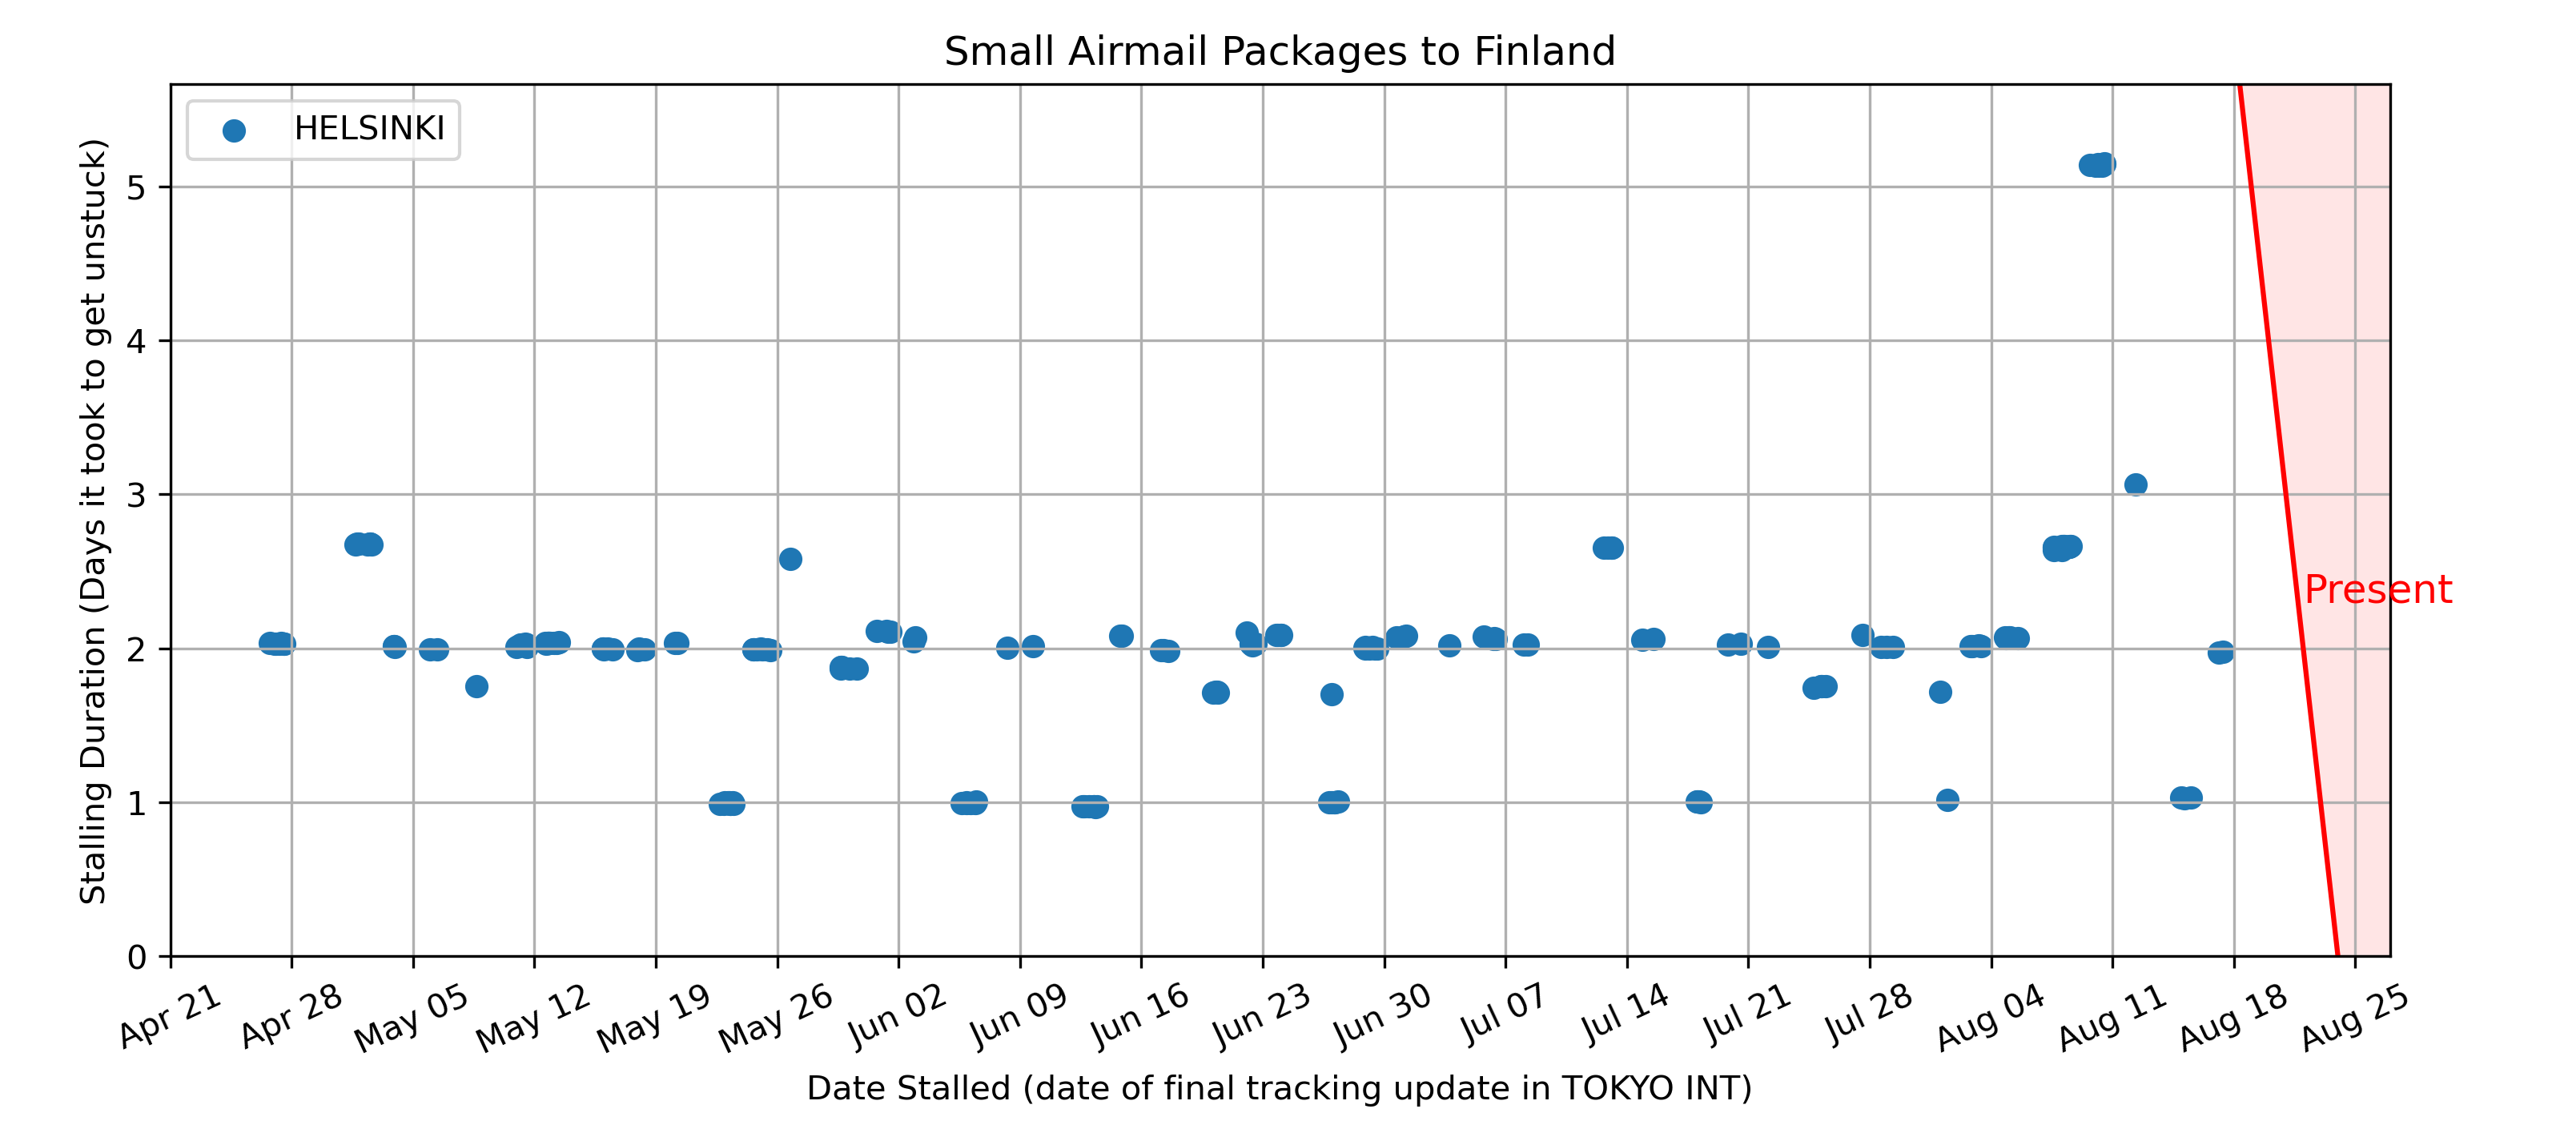 Small Airmail Packages to Finland
HELSINKI
Stalling Duration (Days it took to get unstuck)
5
4
3
2
1
0
Present
Apr 21
Apr 28
May 05
May 12
May 19
May 26
Jun 02
Jun 09
Jun 16
Jun 23
Jun 30
Jul 07
Jul 14
Jul 21
Jul 28
Aug 04
Aug 11
Aug 18
Aug 25
Date Stalled (date of final tracking update in TOKYO INT)